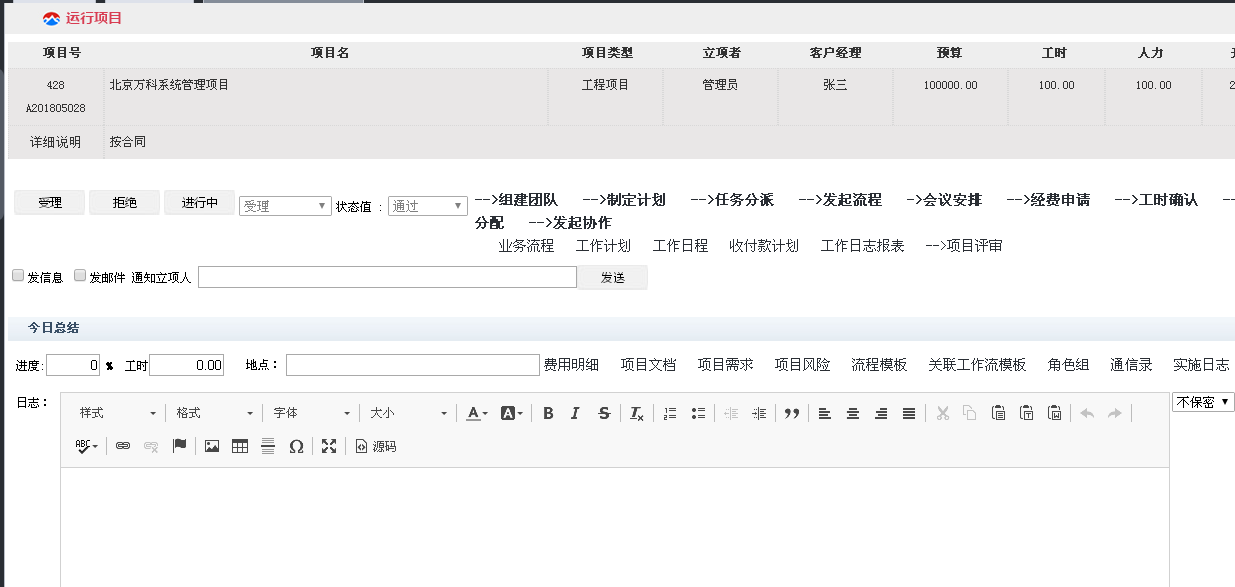 运行项目
项目号 项目名 项目类型 立项者 客户经理 预算 工时 人力
428 北京万科系统管理项目 工程项目 管理员 张三 100000.00 100.00 100.00 2
A201805028
详细说明 按合同
受理 拒绝 进行中 受理 状态值 : 通过 -->组建团队 -->制定计划 -->任务分派 -->发起流程 ->会议安排 -->经费申请 -->工时确认 --
分配 -->发起协作
业务流程 工作计划 工作日程 收付款计划 工作日志报表 -->项目评审
发信息 发邮件 通知立项人 发送
今日总结
进度: 0 % 工时 0.00 地点: 费用明细 项目文档 项目需求 项目风险 流程模板 关联工作流模板 角色组 通信录 实施日志
日志: 样式 格式 字体 大小 不保密
源码